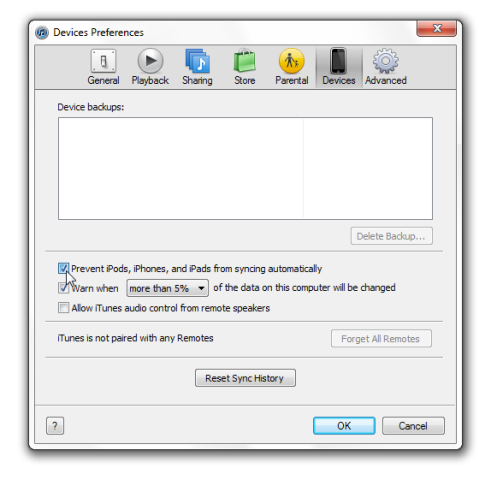 Devices Preferences
General Playback Sharing Store Parental Devices Advanced
Device backups:
Delete Backup...
Prevent iPods, iPhones, and iPads from syncing automatically
Warn when more than 5% of the data on this computer will be changed
Allow iTunes audio control from remote speakers
iTunes is not paired with any Remotes Forget All Remotes
Reset Sync History
? OK Cancel